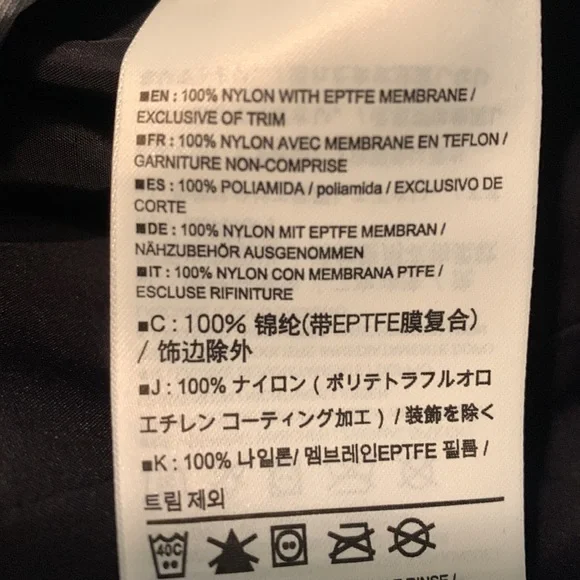 ■EN : 100% NYLON WITH EPTFE MEMBRANE /
EXCLUSIVE OF TRIM
■FR : 100% NYLON AVEC MEMBRANE EN TEFLON /
GARNITURE NON-COMPRISE
■ES : 100% POLIAMIDA / poliamida / EXCLUSIVO DE
CORTE
■DE : 100% NYLON MIT EPTFE MEMBRAN /
NÄHZUBEHÖR AUSGENOMMEN
■IT : 100% NYLON CON MEMBRANA PTFE /
ESCLUSE RIFINITURE
■C : 100% 锦纶(带EPTFE膜复合)
/ 饰边除外
■J : 100% ナイロン ( ポリテトラフルオロ
エチレン コーティング加工 ) / 装飾を除く
■K : 100% 나일론/ 멤브레인EPTFE 필름 /
트림 제외
40C